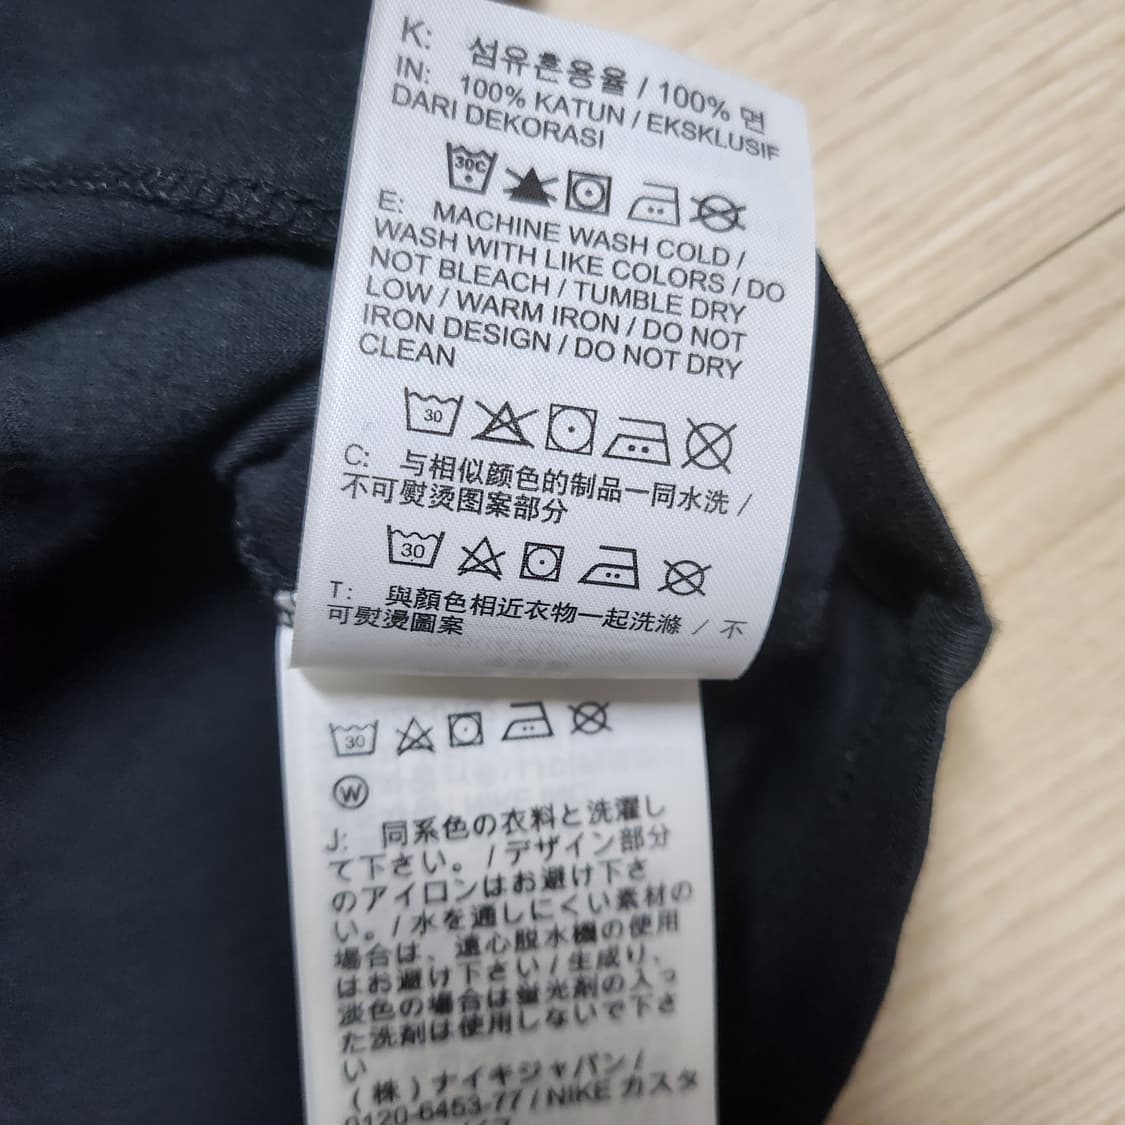 K: 섬유혼용율 / 100% 면
IN: 100% KATUN / EKSKLUSIF
DARI DEKORASI
30C
E: MACHINE WASH COLD /
WASH WITH LIKE COLORS / DO
NOT BLEACH / TUMBLE DRY
LOW / WARM IRON / DO NOT
IRON DESIGN / DO NOT DRY
CLEAN
30
C: 与相似颜色的制品一同水洗 /
不可熨烫图案部分
30
T: 與顏色相近衣物一起洗滌 / 不
可熨燙圖案
30
W
J: 同系色の衣料と洗濯し
て下さい。/デザイン部分
のアイロンはお避け下さ
い。/水を通しにくい素材の
場合は、遠心脱水機の使用
はお避け下さい/生成り、
淡色の場合は蛍光剤の入っ
た洗剤は使用しないで下さ
い
(株)ナイキジャパン/
0120-6453-77 / NIKE カスタ